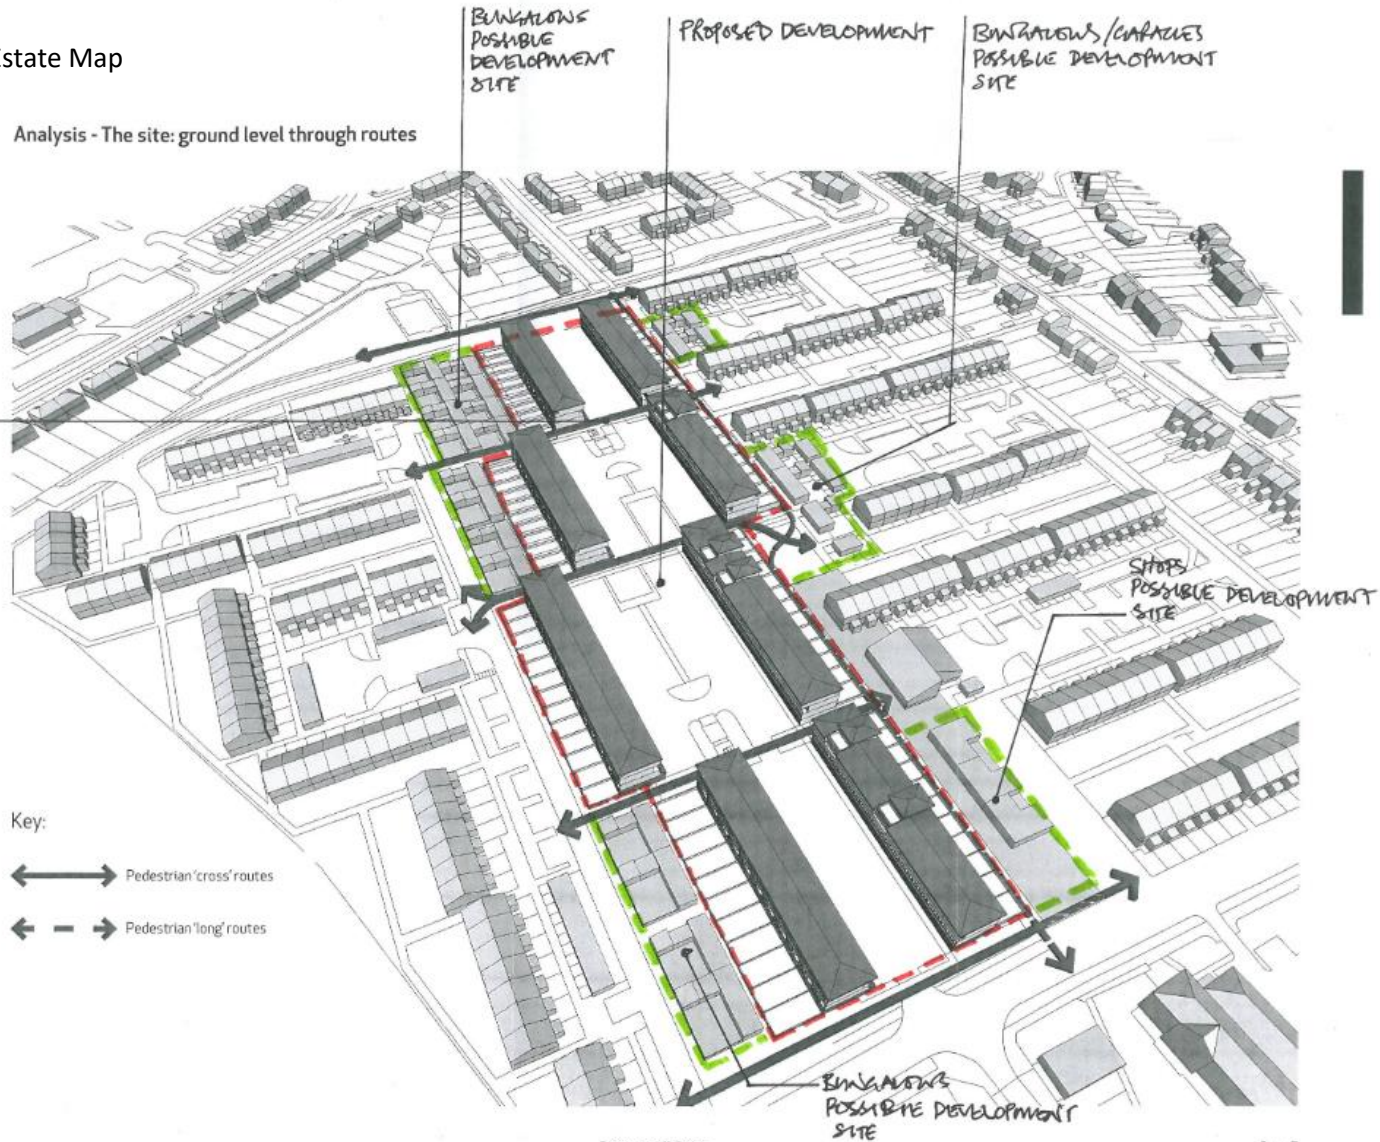 BUNGALOWS
POSSIBLE
DEVELOPMENT
SITE
PROPOSED DEVELOPMENT
BUNGALOWS/GARAGES
POSSIBLE DEVELOPMENT
SITE
Estate Map
Analysis - The site: ground level through routes
SHOPS
POSSIBLE DEVELOPMENT
SITE
Key:
Pedestrian 'cross' routes
Pedestrian 'long' routes
BUNGALOWS
POSSIBLE DEVELOPMENT
SITE